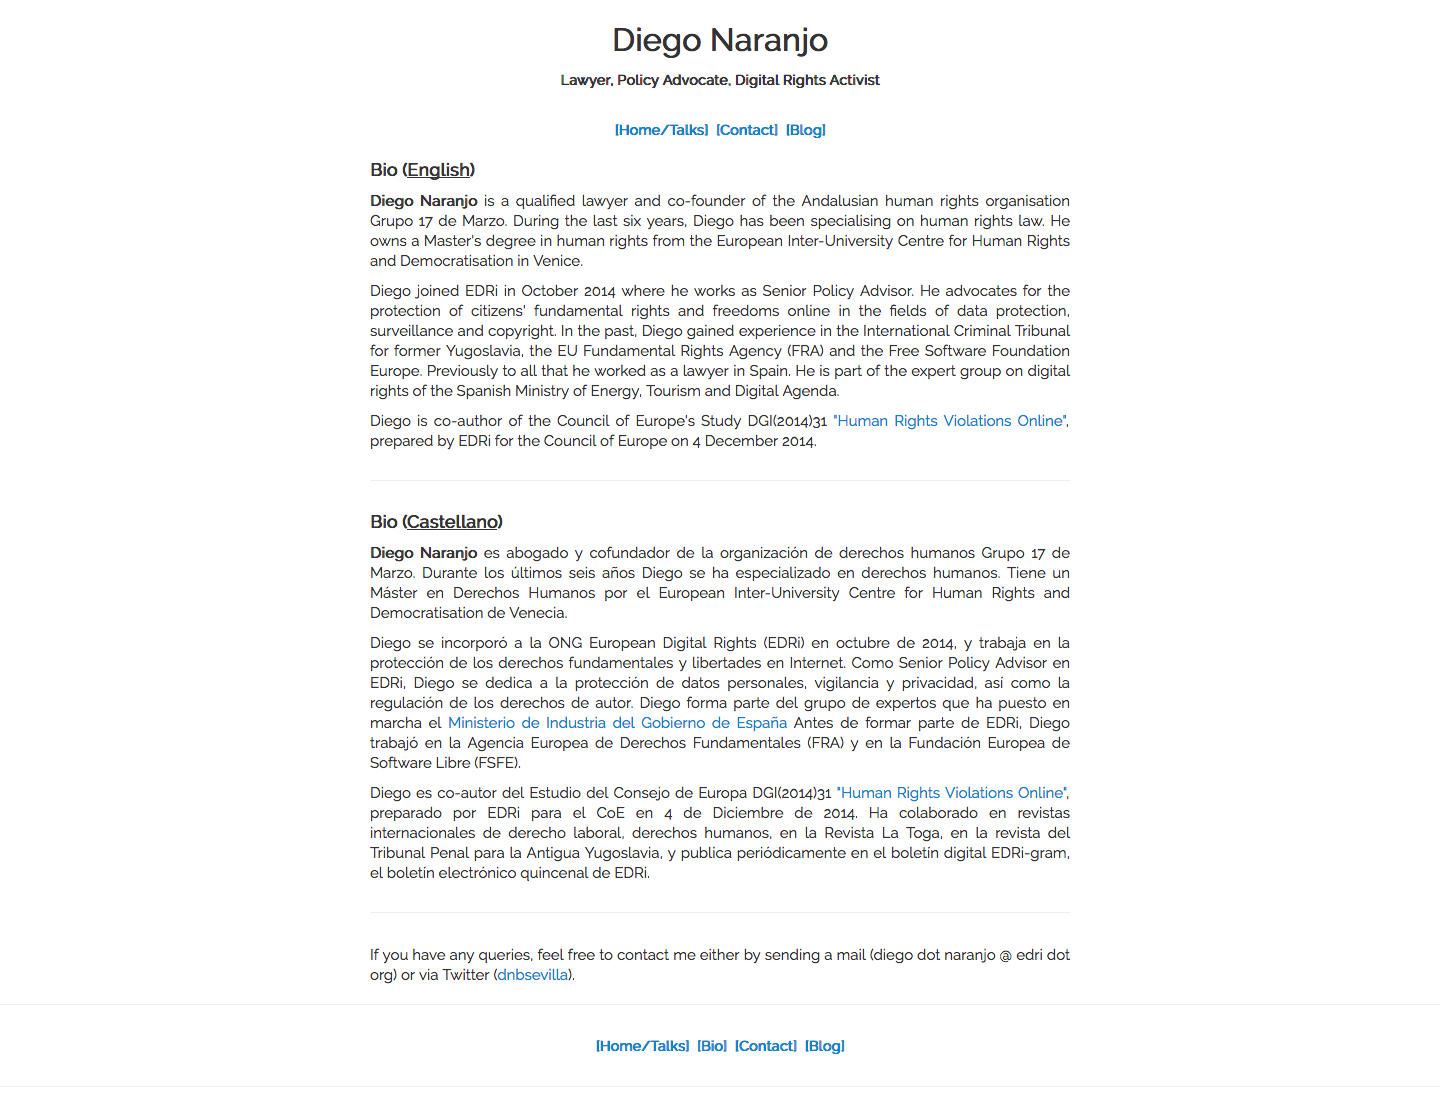 Diego Naranjo
Lawyer, Policy Advocate, Digital Rights Activist
[Home/Talks] [Contact] [Blog]
Bio (English)
Diego Naranjo is a qualified lawyer and co-founder of the Andalusian human rights organisation
Grupo 17 de Marzo. During the last six years, Diego has been specialising on human rights law. He
owns a Master's degree in human rights from the European Inter-University Centre for Human Rights
and Democratisation in Venice.
Diego joined EDRi in October 2014 where he works as Senior Policy Advisor. He advocates for the
protection of citizens' fundamental rights and freedoms online in the fields of data protection,
surveillance and copyright. In the past, Diego gained experience in the International Criminal Tribunal
for former Yugoslavia, the EU Fundamental Rights Agency (FRA) and the Free Software Foundation
Europe. Previously to all that he worked as a lawyer in Spain. He is part of the expert group on digital
rights of the Spanish Ministry of Energy, Tourism and Digital Agenda.
Diego is co-author of the Council of Europe's Study DGI(2014)31 "Human Rights Violations Online",
prepared by EDRi for the Council of Europe on 4 December 2014.
Bio (Castellano)
Diego Naranjo es abogado y cofundador de la organización de derechos humanos Grupo 17 de
Marzo. Durante los últimos seis años Diego se ha especializado en derechos humanos. Tiene un
Máster en Derechos Humanos por el European Inter-University Centre for Human Rights and
Democratisation de Venecia.
Diego se incorporó a la ONG European Digital Rights (EDRi) en octubre de 2014, y trabaja en la
protección de los derechos fundamentales y libertades en Internet. Como Senior Policy Advisor en
EDRi, Diego se dedica a la protección de datos personales, vigilancia y privacidad, así como la
regulación de los derechos de autor. Diego forma parte del grupo de expertos que ha puesto en
marcha el Ministerio de Industria del Gobierno de España Antes de formar parte de EDRi, Diego
trabajó en la Agencia Europea de Derechos Fundamentales (FRA) y en la Fundación Europea de
Software Libre (FSFE).
Diego es co-autor del Estudio del Consejo de Europa DGI(2014)31 "Human Rights Violations Online",
preparado por EDRi para el CoE en 4 de Diciembre de 2014. Ha colaborado en revistas
internacionales de derecho laboral, derechos humanos, en la Revista La Toga, en la revista del
Tribunal Penal para la Antigua Yugoslavia, y publica periódicamente en el boletín digital EDRi-gram,
el boletín electrónico quincenal de EDRi.
If you have any queries, feel free to contact me either by sending a mail (diego dot naranjo @ edri dot
org) or via Twitter (dnbsevilla).
[Home/Talks] [Bio] [Contact] [Blog]